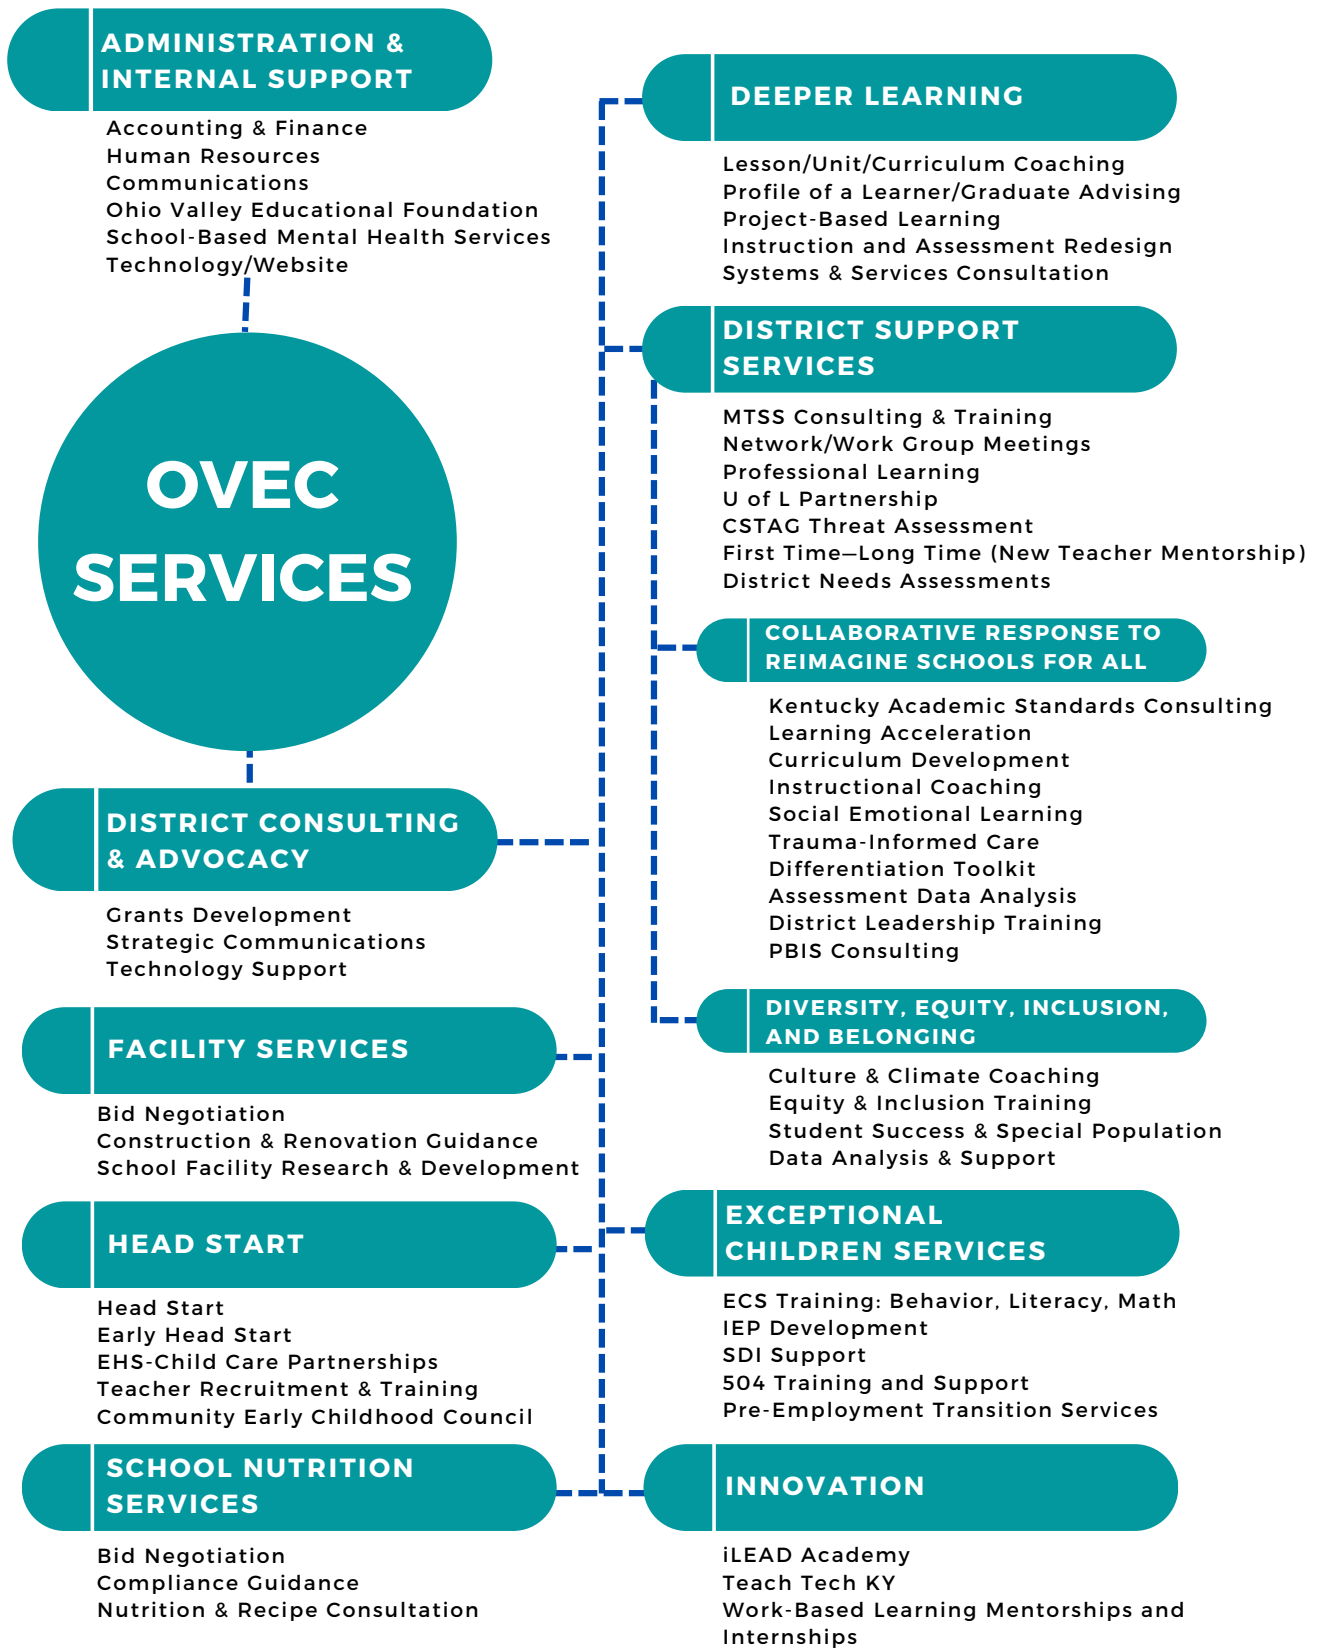 ADMINISTRATION &
INTERNAL SUPPORT
Accounting & Finance
Human Resources
Communications
Ohio Valley Educational Foundation
School-Based Mental Health Services
Technology/Website
OVEC
SERVICES
DISTRICT CONSULTING
& ADVOCACY
Grants Development
Strategic Communications
Technology Support
FACILITY SERVICES
Bid Negotiation
Construction & Renovation Guidance
School Facility Research & Development
HEAD START
Head Start
Early Head Start
EHS-Child Care Partnerships
Teacher Recruitment & Training
Community Early Childhood Council
SCHOOL NUTRITION
SERVICES
Bid Negotiation
Compliance Guidance
Nutrition & Recipe Consultation
DEEPER LEARNING
Lesson/Unit/Curriculum Coaching
Profile of a Learner/Graduate Advising
Project-Based Learning
Instruction and Assessment Redesign
Systems & Services Consultation
DISTRICT SUPPORT
SERVICES
MTSS Consulting & Training
Network/Work Group Meetings
Professional Learning
U of L Partnership
CSTAG Threat Assessment
First Time—Long Time (New Teacher Mentorship)
District Needs Assessments
COLLABORATIVE RESPONSE TO
REIMAGINE SCHOOLS FOR ALL
Kentucky Academic Standards Consulting
Learning Acceleration
Curriculum Development
Instructional Coaching
Social Emotional Learning
Trauma-Informed Care
Differentiation Toolkit
Assessment Data Analysis
District Leadership Training
PBIS Consulting
DIVERSITY, EQUITY, INCLUSION,
AND BELONGING
Culture & Climate Coaching
Equity & Inclusion Training
Student Success & Special Population
Data Analysis & Support
EXCEPTIONAL
CHILDREN SERVICES
ECS Training: Behavior, Literacy, Math
IEP Development
SDI Support
504 Training and Support
Pre-Employment Transition Services
INNOVATION
iLEAD Academy
Teach Tech KY
Work-Based Learning Mentorships and
Internships